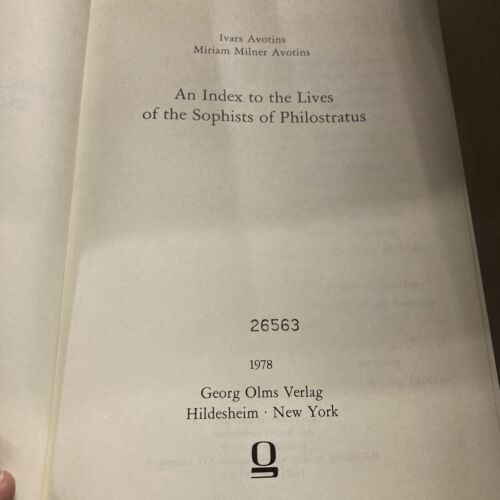 Ivars Avotins
Miriam Milner Avotins
An Index to the Lives
of the Sophists of Philostratus
26563
1978
Georg Olms Verlag
Hildesheim · New York